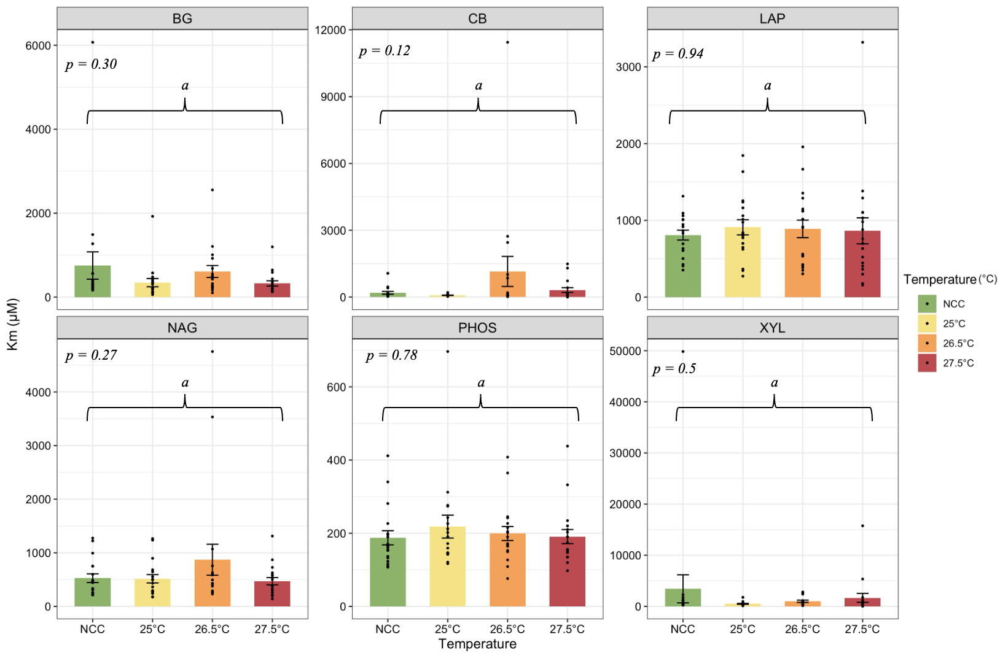 BG
CB
LAP
6000
4000
2000
0
p = 0.30
a
12000
9000
6000
3000
0
p = 0.12
a
3000
2000
1000
0
p = 0.94
a
Km (µM)
NAG
PHOS
XYL
4000
3000
2000
1000
0
p = 0.27
a
600
400
200
0
p = 0.78
a
50000
40000
30000
20000
10000
0
p = 0.5
a
NCC 25°C 26.5°C 27.5°C
NCC 25°C 26.5°C 27.5°C
NCC 25°C 26.5°C 27.5°C
Temperature
Temperature (°C)
NCC
25°C
26.5°C
27.5°C